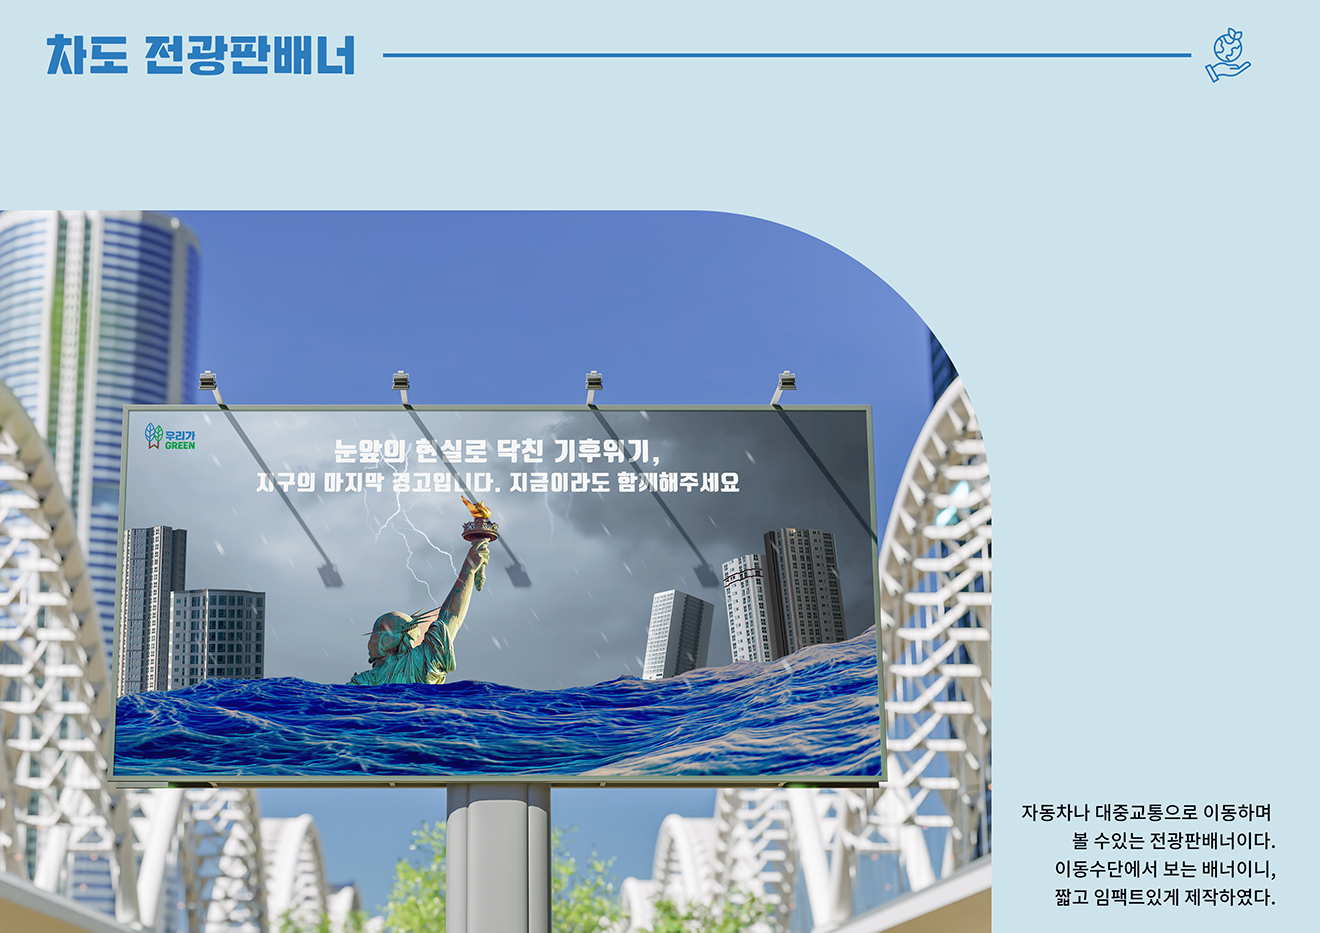 차도 전광판배너
우리가
GREEN
눈앞의 현실로 닥친 기후위기,
지구의 마지막 경고입니다. 지금이라도 함께해주세요
자동차나 대중교통으로 이동하며
볼 수있는 전광판배너이다.
이동수단에서 보는 배너이니,
짧고 임팩트있게 제작하였다.